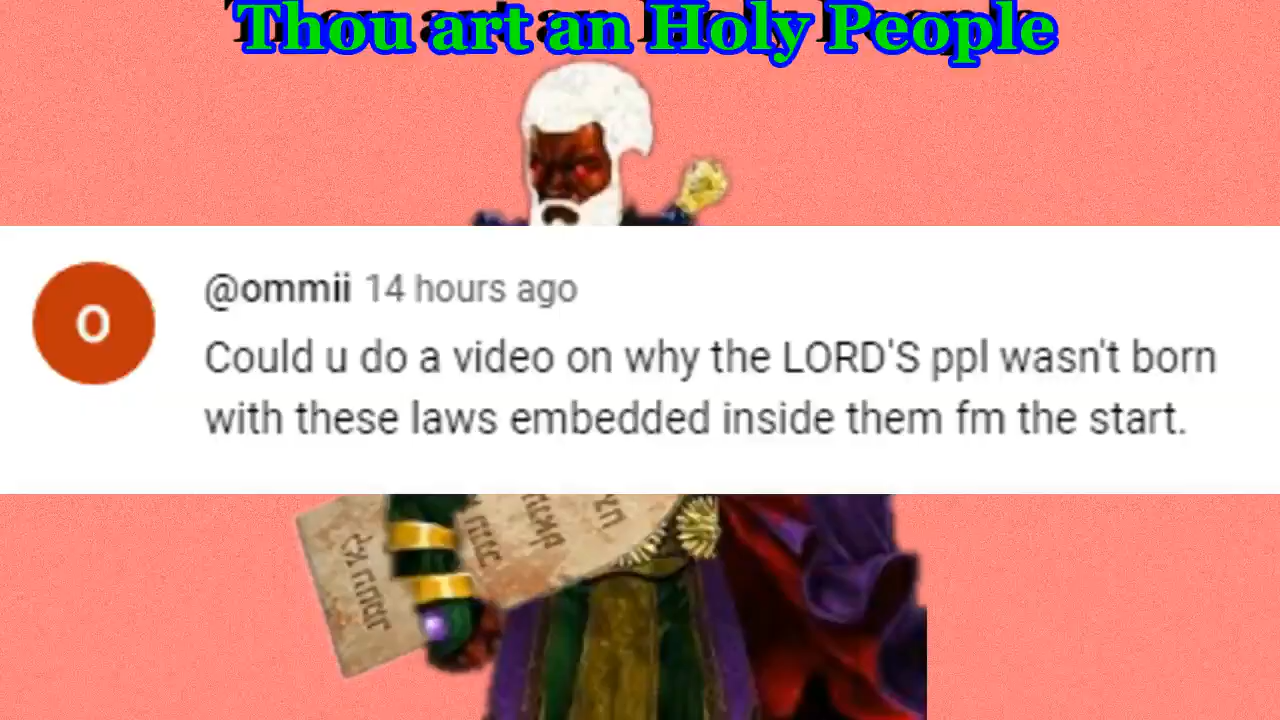 Thou art an Holy People
O
@ommii 14 hours ago
Could u do a video on why the LORD'S ppl wasn't born
with these laws embedded inside them fm the start.